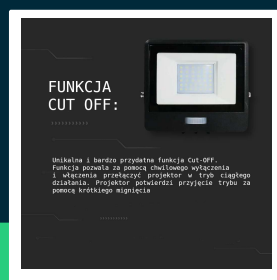 FUNKCJA
CUT OFF:
Unikalna i bardzo przydatna funkcja Cut-OFF.
Funkcja pozwala za pomocą chwilowego wyłączenia
i włączenia przełączyć projektor w tryb ciągłego
działania. Projektor potwierdzi przyjęcie trybu za
pomocą krótkiego mignięcia